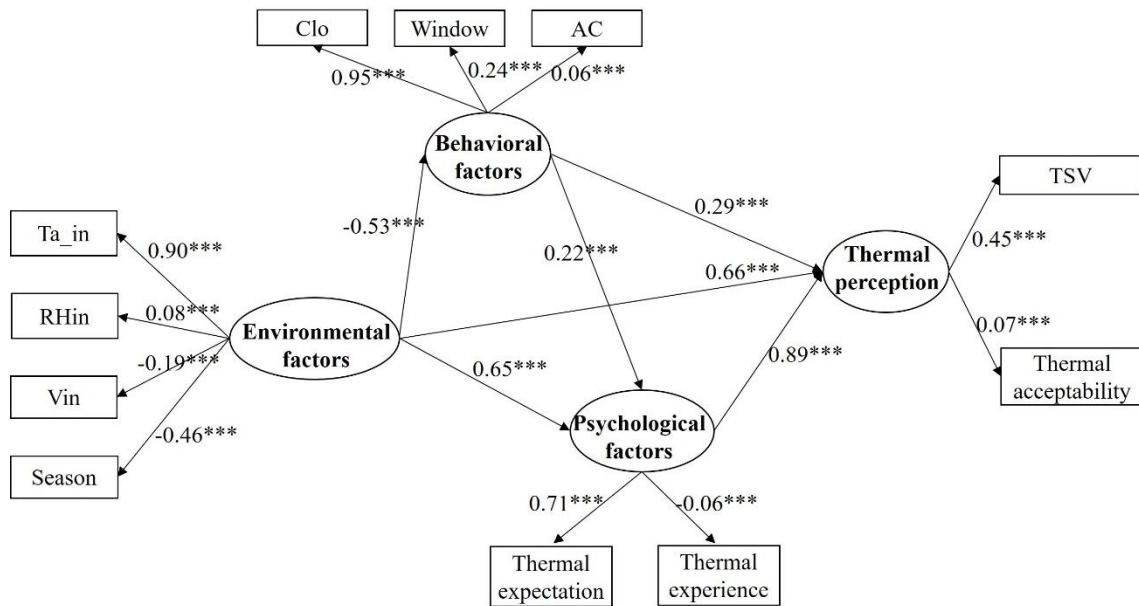 Clo
Window
AC
0.95***
0.24***
0.06***
Behavioral
factors
TSV
-0.53***
0.29***
0.45***
Ta_in
0.90***
0.22***
0.66***
Thermal
perception
RHin
0.08***
Environmental
factors
0.07***
Vin
-0.19***
0.65***
0.89***
Thermal
acceptability
Season
-0.46***
Psychological
factors
0.71***
-0.06***
Thermal
expectation
Thermal
experience